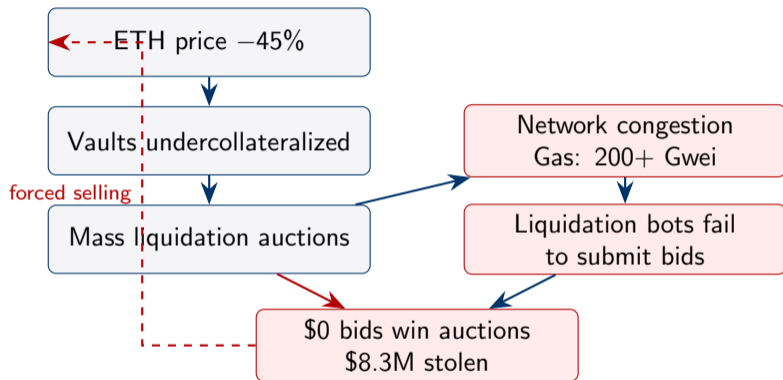 ETH price −45%
Vaults undercollateralized
forced selling
Mass liquidation auctions
Network congestion
Gas: 200+ Gwei
Liquidation bots fail
to submit bids
$0 bids win auctions
$8.3M stolen